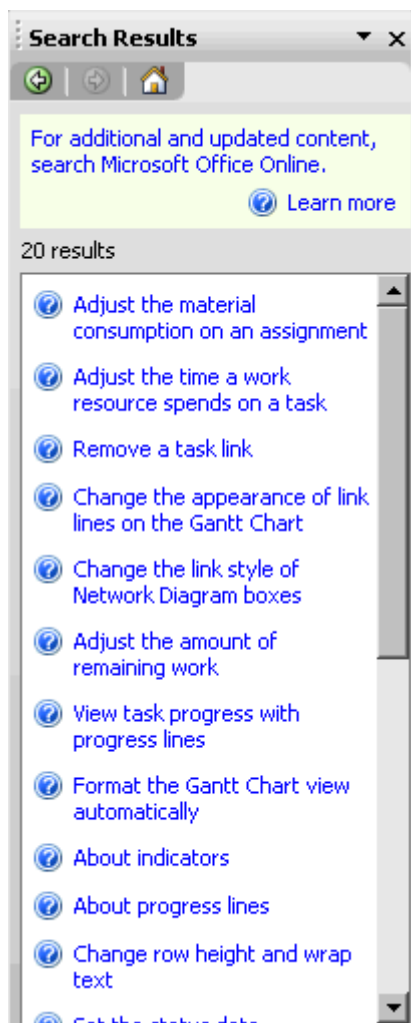 Search Results
For additional and updated content,
search Microsoft Office Online.
Learn more
20 results
Adjust the material
consumption on an assignment
Adjust the time a work
resource spends on a task
Remove a task link
Change the appearance of link
lines on the Gantt Chart
Change the link style of
Network Diagram boxes
Adjust the amount of
remaining work
View task progress with
progress lines
Format the Gantt Chart view
automatically
About indicators
About progress lines
Change row height and wrap
text
Set the status date